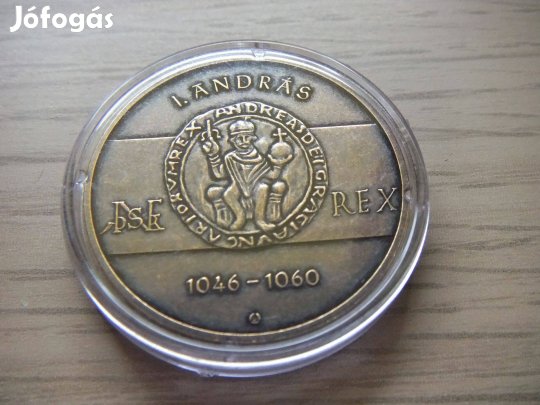 Jófogás
I. ANDRÁS
ANDREAS DEI GRACIA VNGARIORVM REX
REX
1046 - 1060